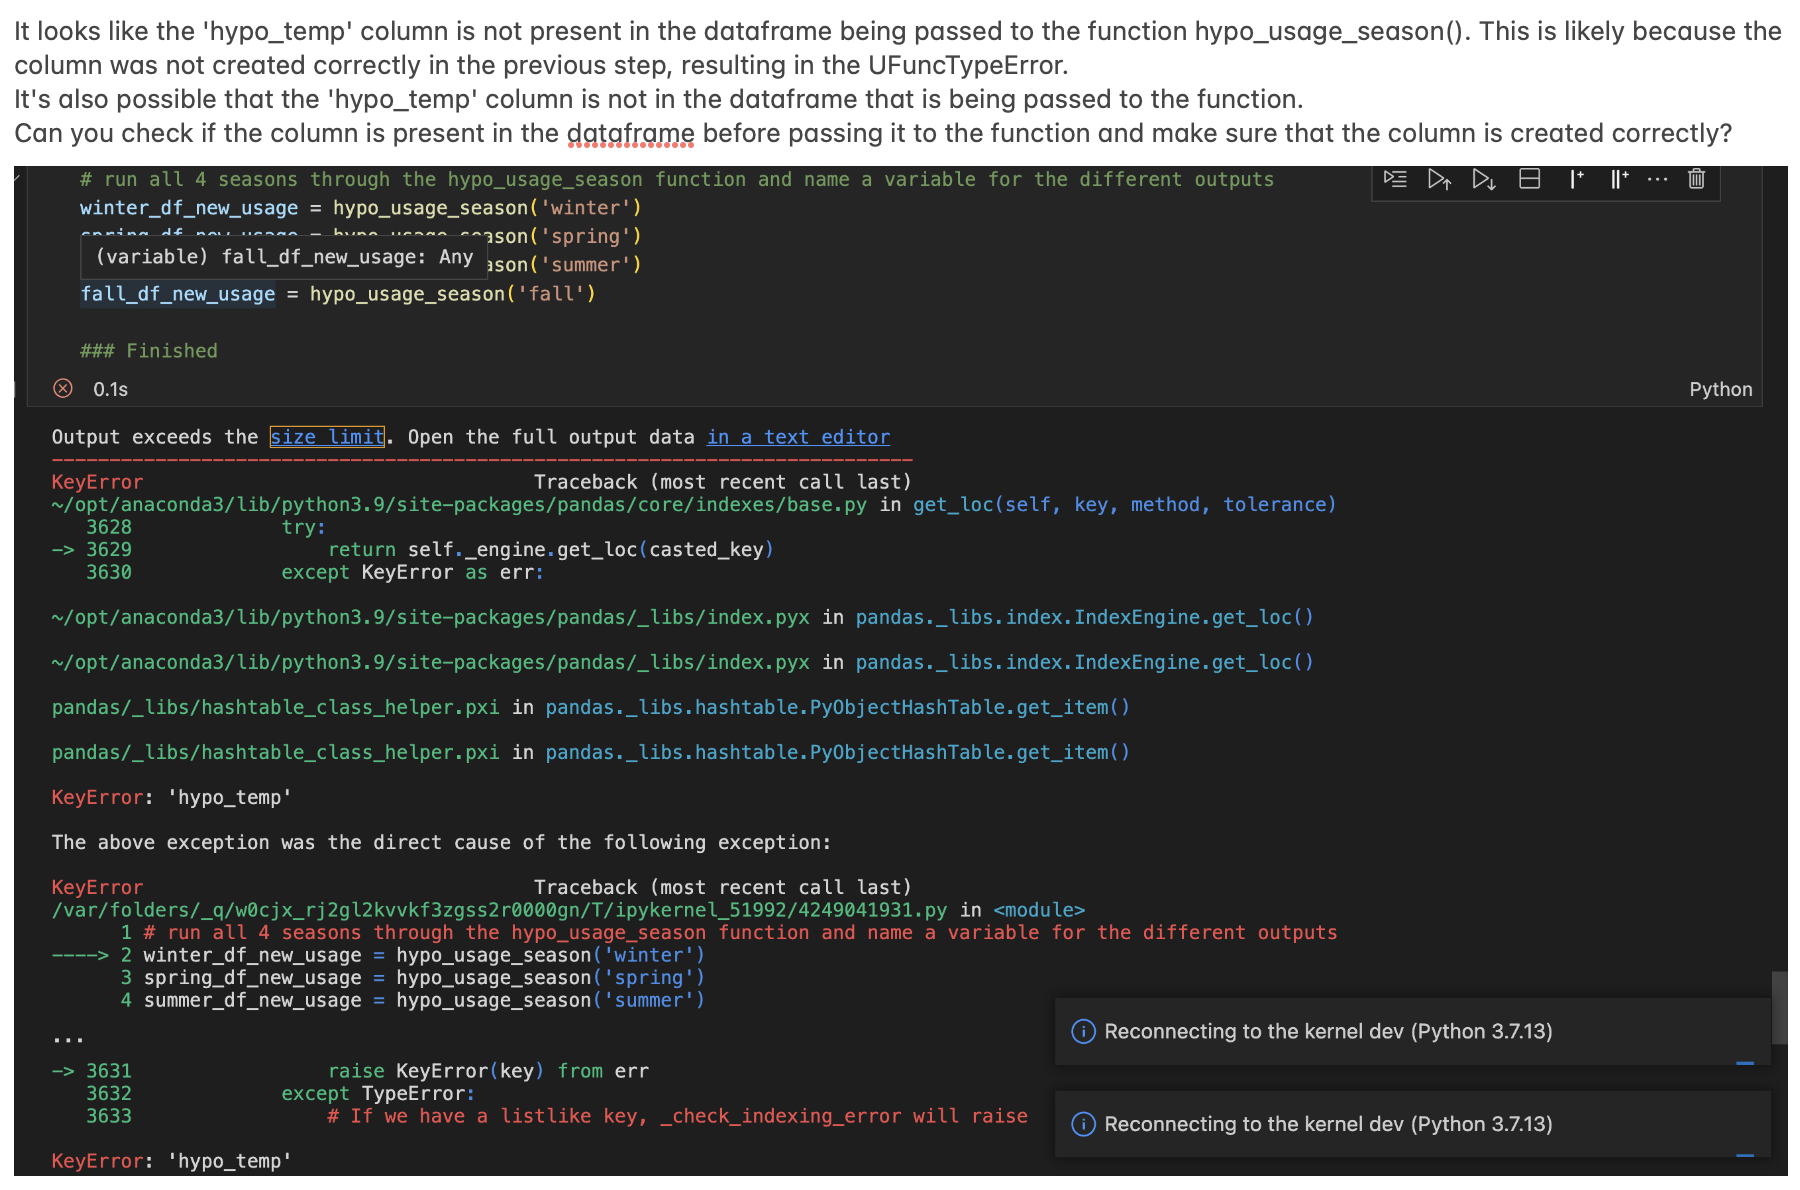 It looks like the 'hypo_temp' column is not present in the dataframe being passed to the function hypo_usage_season(). This is likely because the
column was not created correctly in the previous step, resulting in the UFuncTypeError.
It's also possible that the 'hypo_temp' column is not in the dataframe that is being passed to the function.
Can you check if the column is present in the dataframe before passing it to the function and make sure that the column is created correctly?
# run all 4 seasons through the hypo_usage_season function and name a variable for the different outputs
winter_df_new_usage = hypo_usage_season('winter')
spring_df_new_usage = hypo_usage_season('spring')
(variable) fall_df_new_usage: Any
ason('summer')
fall_df_new_usage = hypo_usage_season('fall')
### Finished
0.1s
Python
Output exceeds the size limit. Open the full output data in a text editor
---------------------------------------------------------------------------
KeyError                                  Traceback (most recent call last)
~/opt/anaconda3/lib/python3.9/site-packages/pandas/core/indexes/base.py in get_loc(self, key, method, tolerance)
   3628             try:
-> 3629                 return self._engine.get_loc(casted_key)
   3630             except KeyError as err:
~/opt/anaconda3/lib/python3.9/site-packages/pandas/_libs/index.pyx in pandas._libs.index.IndexEngine.get_loc()
~/opt/anaconda3/lib/python3.9/site-packages/pandas/_libs/index.pyx in pandas._libs.index.IndexEngine.get_loc()
pandas/_libs/hashtable_class_helper.pxi in pandas._libs.hashtable.PyObjectHashTable.get_item()
pandas/_libs/hashtable_class_helper.pxi in pandas._libs.hashtable.PyObjectHashTable.get_item()
KeyError: 'hypo_temp'
The above exception was the direct cause of the following exception:
KeyError                                  Traceback (most recent call last)
/var/folders/_q/w0cjx_rj2gl2kvvkf3zgss2r0000gn/T/ipykernel_51992/4249041931.py in <module>
      1 # run all 4 seasons through the hypo_usage_season function and name a variable for the different outputs
----> 2 winter_df_new_usage = hypo_usage_season('winter')
      3 spring_df_new_usage = hypo_usage_season('spring')
      4 summer_df_new_usage = hypo_usage_season('summer')
...
-> 3631                 raise KeyError(key) from err
   3632             except TypeError:
   3633                 # If we have a listlike key, _check_indexing_error will raise
KeyError: 'hypo_temp'
Reconnecting to the kernel dev (Python 3.7.13)
Reconnecting to the kernel dev (Python 3.7.13)